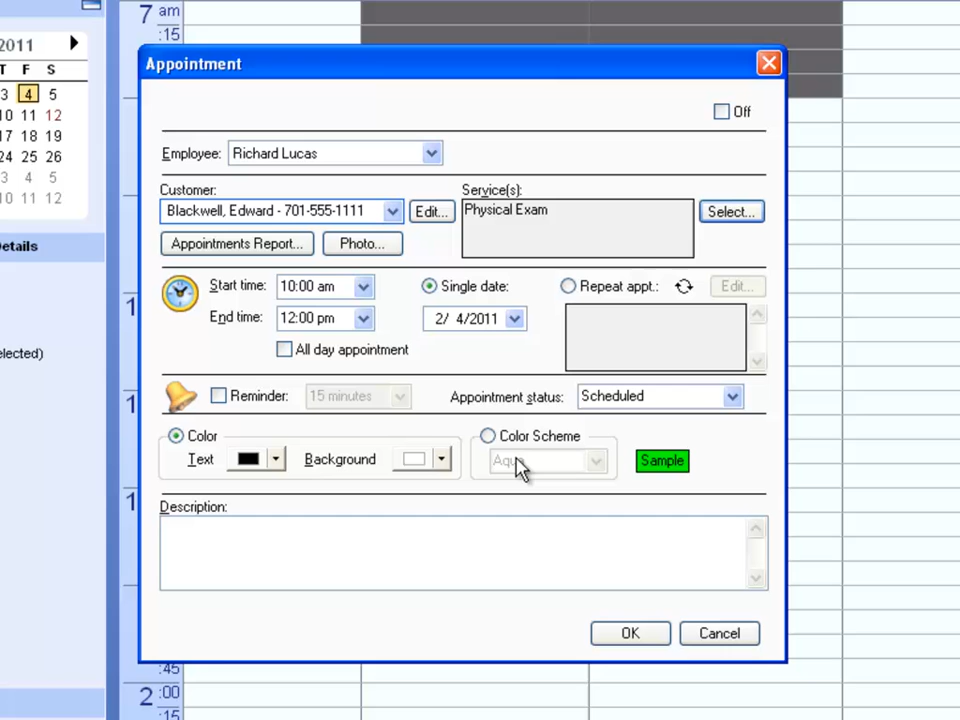 7 am
2011
:15
T F S
3 4 5
10 11 12
17 18 19
24 25 26
3 4 5
10 11 12
Appointment
Off
Employee: Richard Lucas
Customer:
Service(s):
Blackwell, Edward - 701-555-1111 Edit... Physical Exam Select...
Appointments Report... Photo...
Start time: 10:00 am Single date: Repeat appt.: Edit...
End time: 12:00 pm 2/ 4/2011
All day appointment
Reminder: 15 minutes Appointment status: Scheduled
Color Color Scheme
Text Background Aqua Sample
Description:
OK Cancel
etails
elected)
1
1
1
:45
2 :00
:15